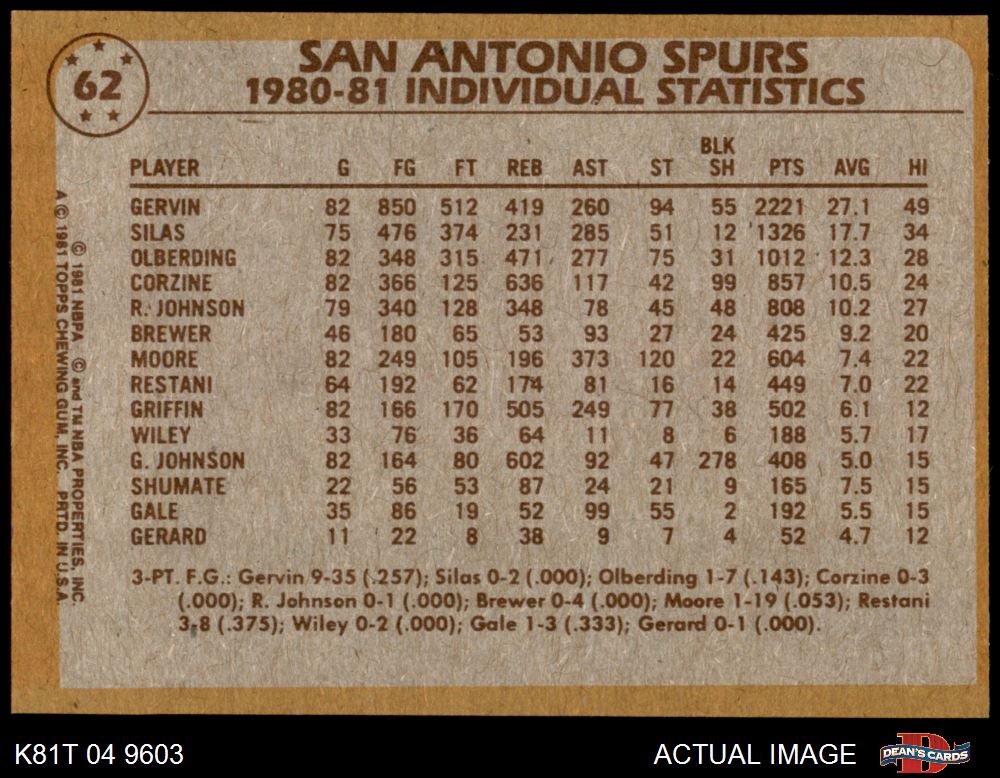 62
SAN ANTONIO SPURS
1980-81 INDIVIDUAL STATISTICS
PLAYER G FG FT REB AST ST BLK SH PTS AVG HI
GERVIN 82 850 512 419 260 94 55 2221 27.1 49
SILAS 75 476 374 231 285 51 12 1326 17.7 34
OLBERDING 82 348 315 471 277 75 31 1012 12.3 28
CORZINE 82 366 125 636 117 42 99 857 10.5 24
R. JOHNSON 79 340 128 348 78 45 48 808 10.2 27
BREWER 46 180 65 53 93 27 24 425 9.2 20
MOORE 82 249 105 196 373 120 22 604 7.4 22
RESTANI 64 192 62 174 81 16 14 449 7.0 22
GRIFFIN 82 166 170 505 249 77 38 502 6.1 12
WILEY 33 76 36 64 11 8 6 188 5.7 17
G. JOHNSON 82 164 80 602 92 47 278 408 5.0 15
SHUMATE 22 56 53 87 24 21 9 165 7.5 15
GALE 35 86 19 52 99 55 2 192 5.5 15
GERARD 11 22 8 38 9 7 4 52 4.7 12
3-PT. F.G.: Gervin 9-35 (.257); Silas 0-2 (.000); Olberding 1-7 (.143); Corzine 0-3
(.000); R. Johnson 0-1 (.000); Brewer 0-4 (.000); Moore 1-19 (.053); Restani
3-8 (.375); Wiley 0-2 (.000); Gale 1-3 (.333); Gerard 0-1 (.000).
© 1981 NBPA © and TM NBA PROPERTIES, INC.
A © 1981 TOPPS CHEWING GUM, INC. PRTD. IN U.S.A.
K81T 04 9603
ACTUAL IMAGE
DEAN'S CARDS